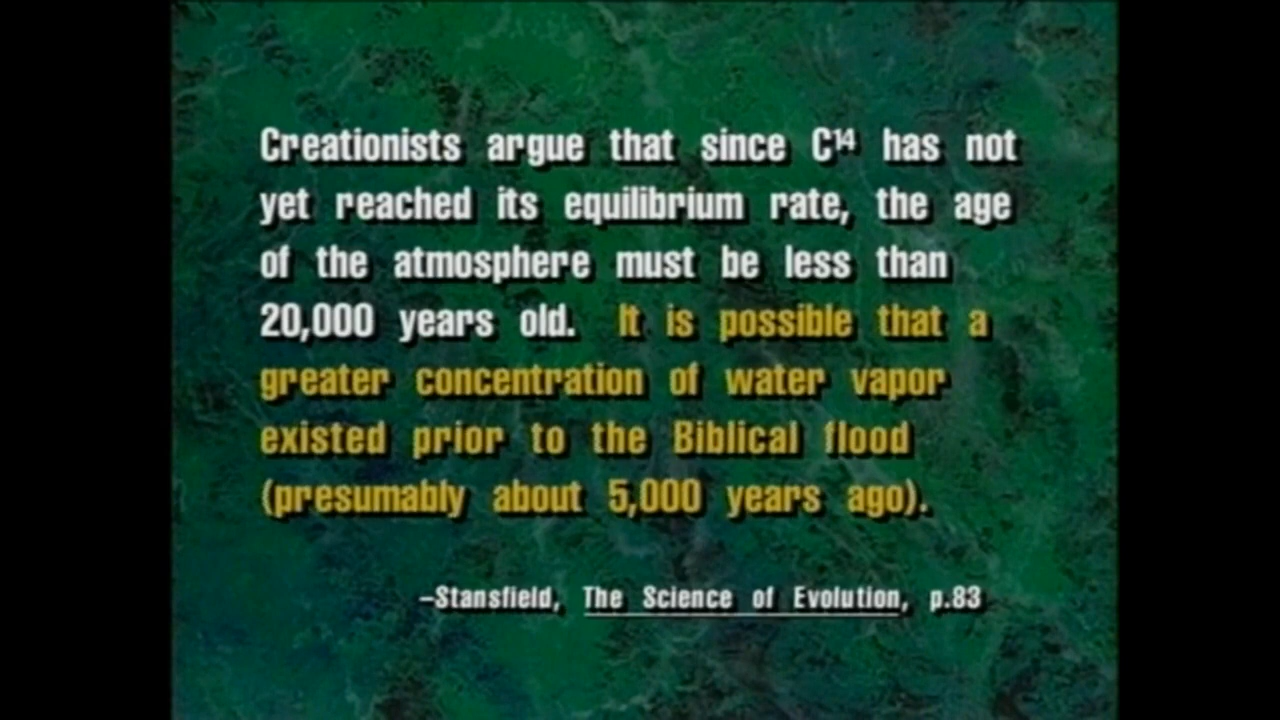 Creationists argue that since C¹⁴ has not
yet reached its equilibrium rate, the age
of the atmosphere must be less than
20,000 years old. It is possible that a
greater concentration of water vapor
existed prior to the Biblical flood
(presumably about 5,000 years ago).
–Stansfield, The Science of Evolution, p.83